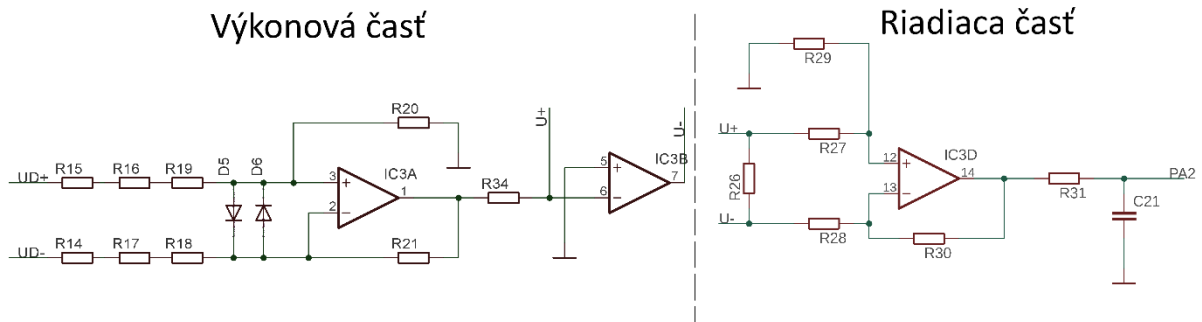 Výkonová časť
Riadiaca časť
R29
R20
U+
U-
U+
R27
R15
R16
R19
D5
D6
IC3A
IC3B
IC3D
UD+
3
1
R34
5
7
12
14
PA2
2
6
13
R26
R31
C21
U-
R28
R30
UD-
R14
R17
R18
R21